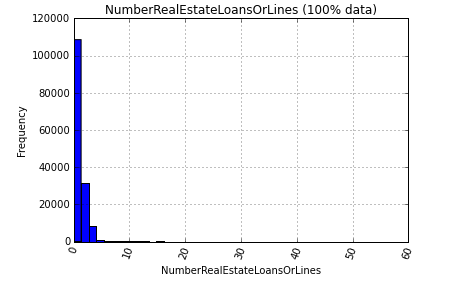 NumberRealEstateLoansOrLines (100% data)
120000
100000
80000
60000
40000
20000
0
Frequency
0 10 20 30 40 50 60
NumberRealEstateLoansOrLines